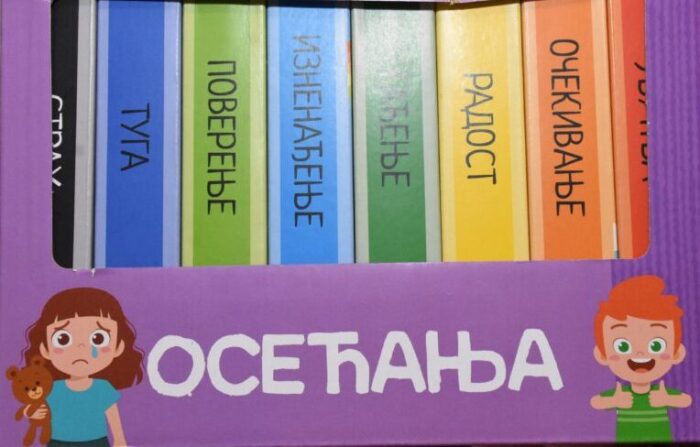 СТРАХ
ТУГА
ПОВЕРЕЊЕ
ИЗНЕНАЂЕЊЕ
РАДОСТ
ОЧЕКИВАЊЕ
ОСЕЋАЊА